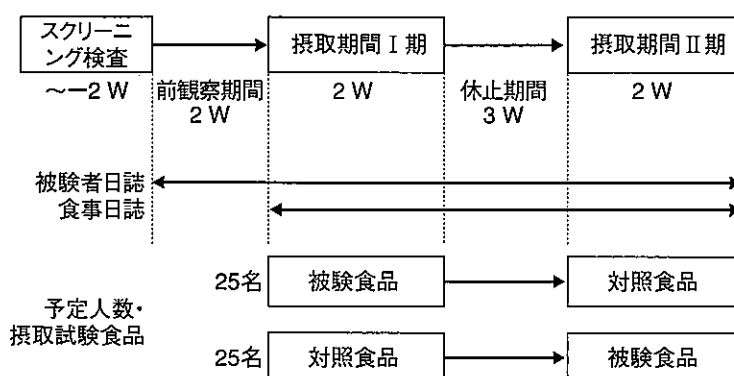 スクリーニ
ング検査
摂取期間Ⅰ期
摂取期間Ⅱ期
～ー2 W
前観察期間
2 W
2 W
休止期間
3 W
2 W
被験者日誌
食事日誌
予定人数・
摂取試験食品
25名
被験食品
対照食品
25名
対照食品
被験食品